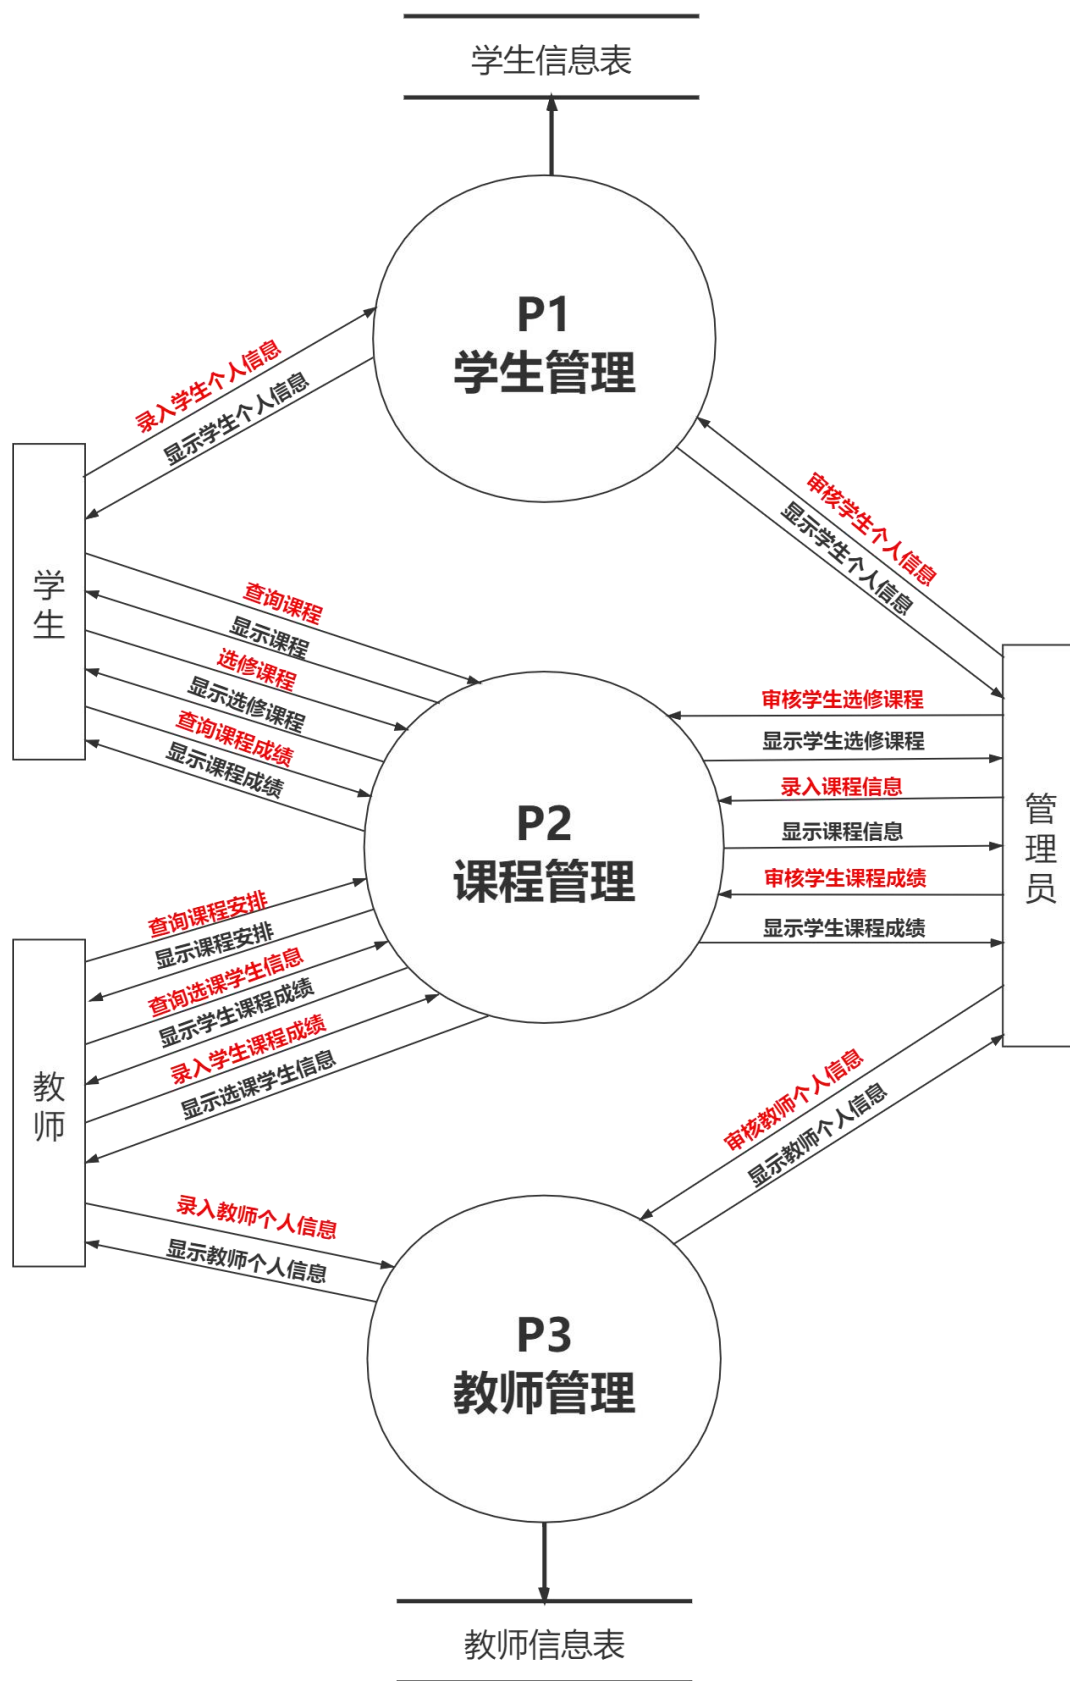 学生信息表
P1
学生管理
录入学生个人信息
显示学生个人信息
审核学生个人信息
显示学生个人信息
学生
查询课程
显示课程
选修课程
显示选修课程
查询课程成绩
显示课程成绩
审核学生选修课程
显示学生选修课程
录入课程信息
显示课程信息
审核学生课程成绩
显示学生课程成绩
管理员
P2
课程管理
查询课程安排
显示课程安排
查询选课学生信息
显示学生课程成绩
录入学生课程成绩
显示选课学生信息
教师
审核教师个人信息
显示教师个人信息
录入教师个人信息
显示教师个人信息
P3
教师管理
教师信息表